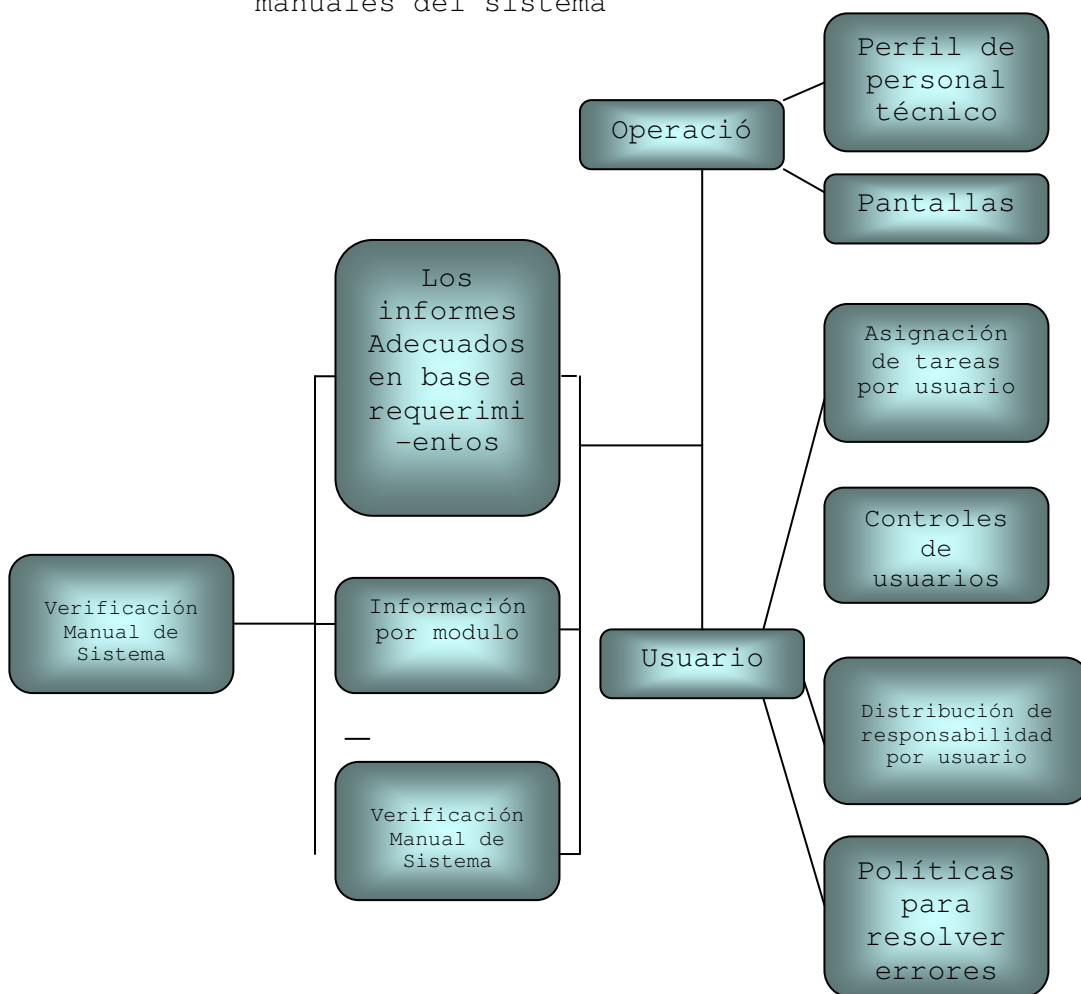 manuales del sistema
Perfil de
personal
técnico
Operació
Pantallas
Los
informes
Adecuados
en base a
requerimi
-entos
Asignación
de tareas
por usuario
Controles
de
usuarios
Verificación
Manual de
Sistema
Información
por modulo
Usuario
Distribución de
responsabilidad
por usuario
Verificación
Manual de
Sistema
Políticas
para
resolver
errores